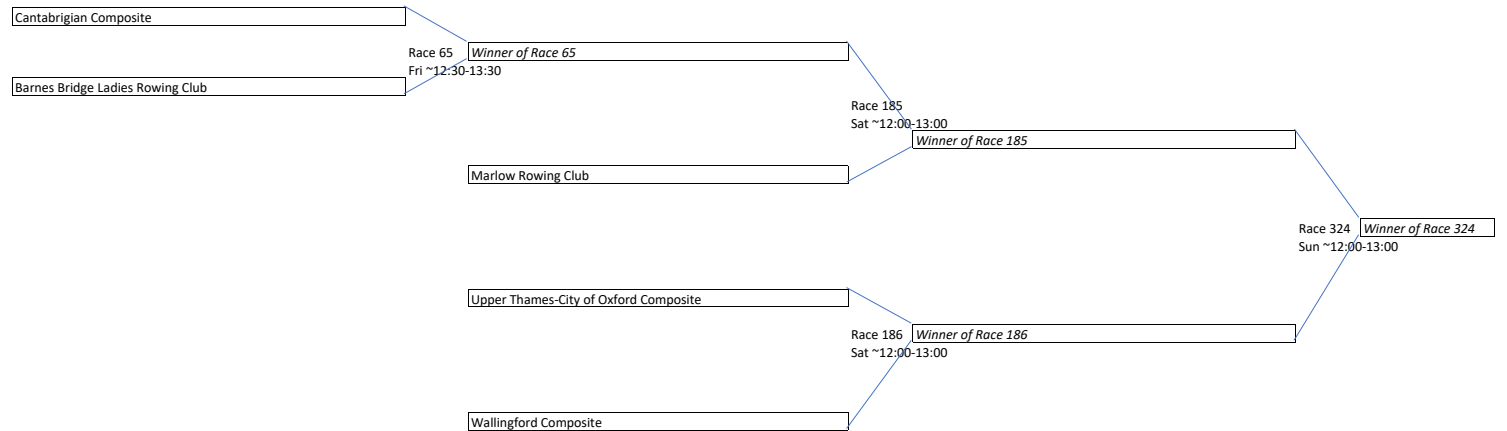 Cantabrigian Composite
Race 65
Winner of Race 65
Fri ~12:30-13:30
Barnes Bridge Ladies Rowing Club
Race 185
Sat ~12:00-13:00
Winner of Race 185
Marlow Rowing Club
Race 324
Winner of Race 324
Sun ~12:00-13:00
Upper Thames-City of Oxford Composite
Race 186
Winner of Race 186
Sat ~12:00-13:00
Wallingford Composite